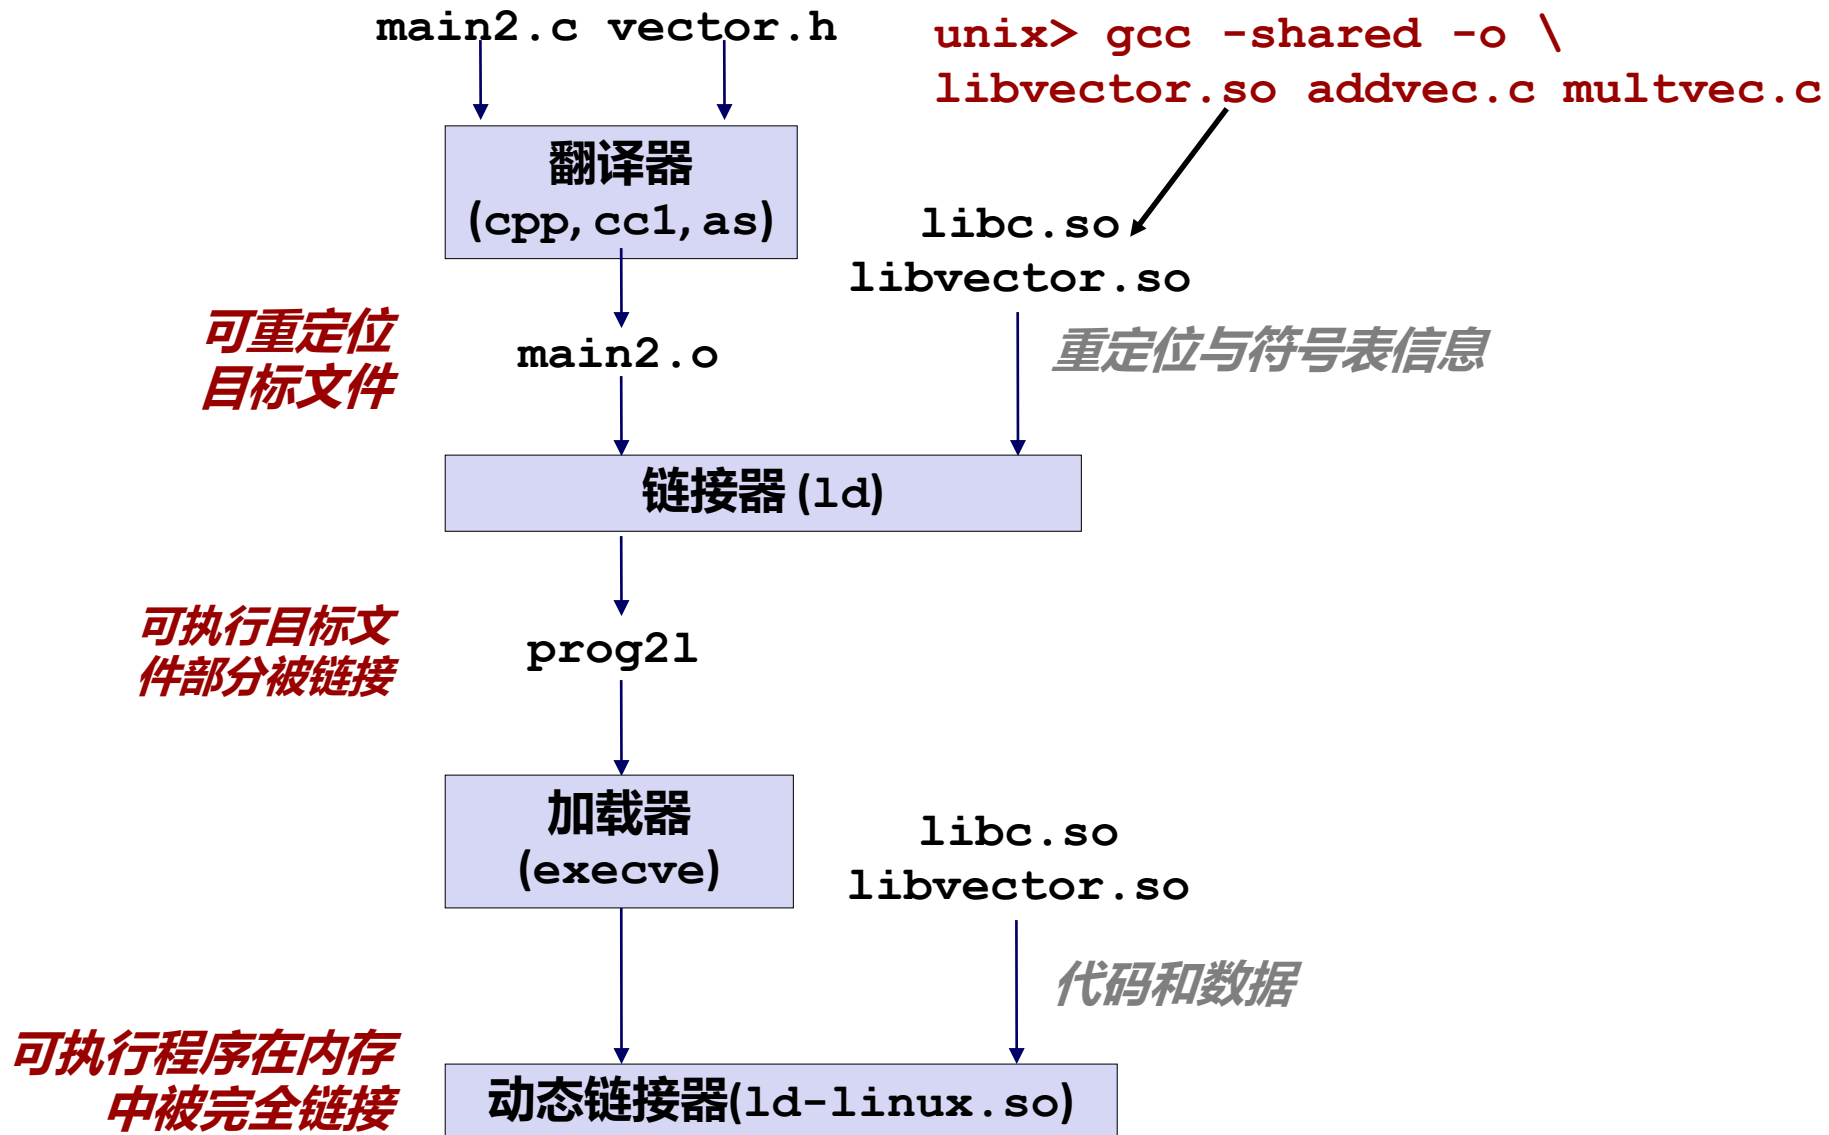 main2.c vector.h
unix> gcc -shared -o \
libvector.so addvec.c multvec.c
翻译器
(cpp, cc1, as)
libc.so
libvector.so
可重定位
目标文件
main2.o
重定位与符号表信息
链接器 (ld)
可执行目标文
件部分被链接
prog2l
加载器
(execve)
libc.so
libvector.so
代码和数据
可执行程序在内存
中被完全链接
动态链接器(ld-linux.so)